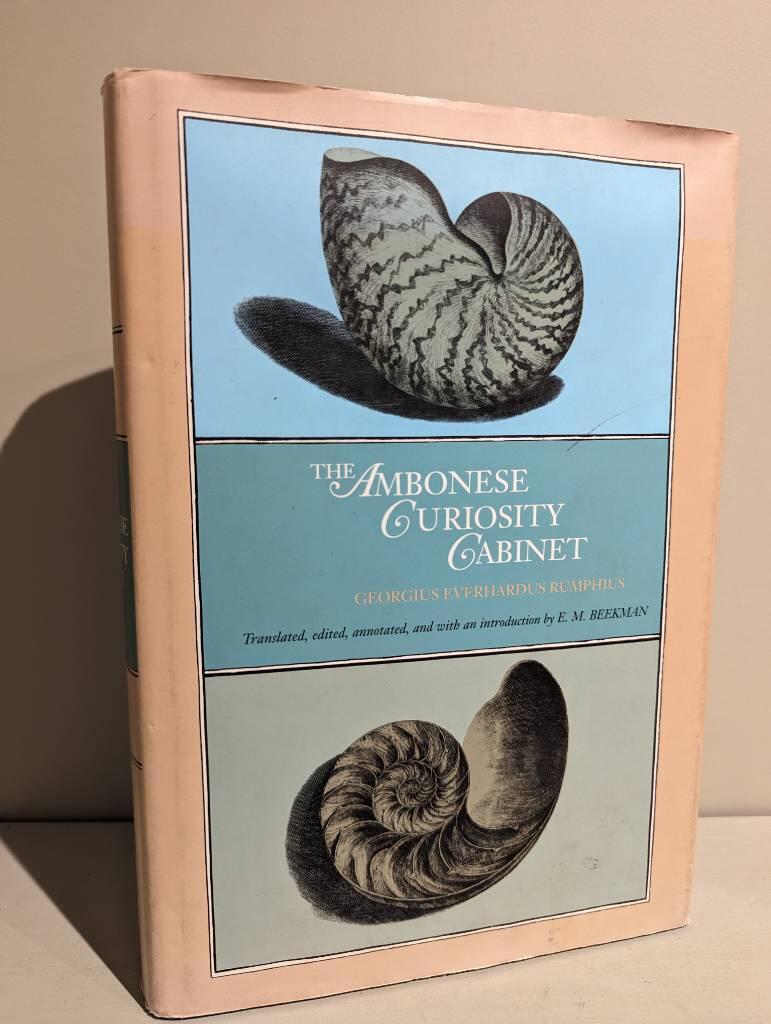 THE AMBONESE
CURIOSITY
CABINET
GEORGIUS EVERHARDUS RUMPHIUS
Translated, edited, annotated, and with an introduction by E. M. BEEKMAN